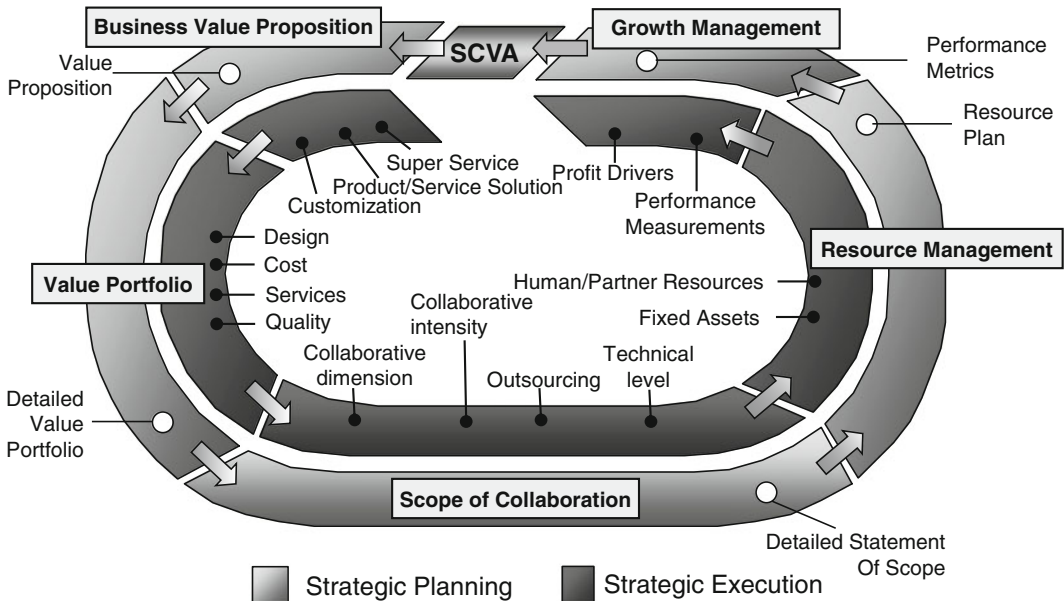 Business Value Proposition
SCVA
Growth Management
Value
Proposition
Performance
Metrics
Resource
Plan
Super Service
Product/Service Solution
Customization
Profit Drivers
Performance
Measurements
Design
Cost
Services
Quality
Value Portfolio
Resource Management
Human/Partner Resources
Fixed Assets
Collaborative
intensity
Collaborative
dimension
Outsourcing
Technical
level
Detailed
Value
Portfolio
Scope of Collaboration
Detailed Statement
Of Scope
Strategic Planning
Strategic Execution